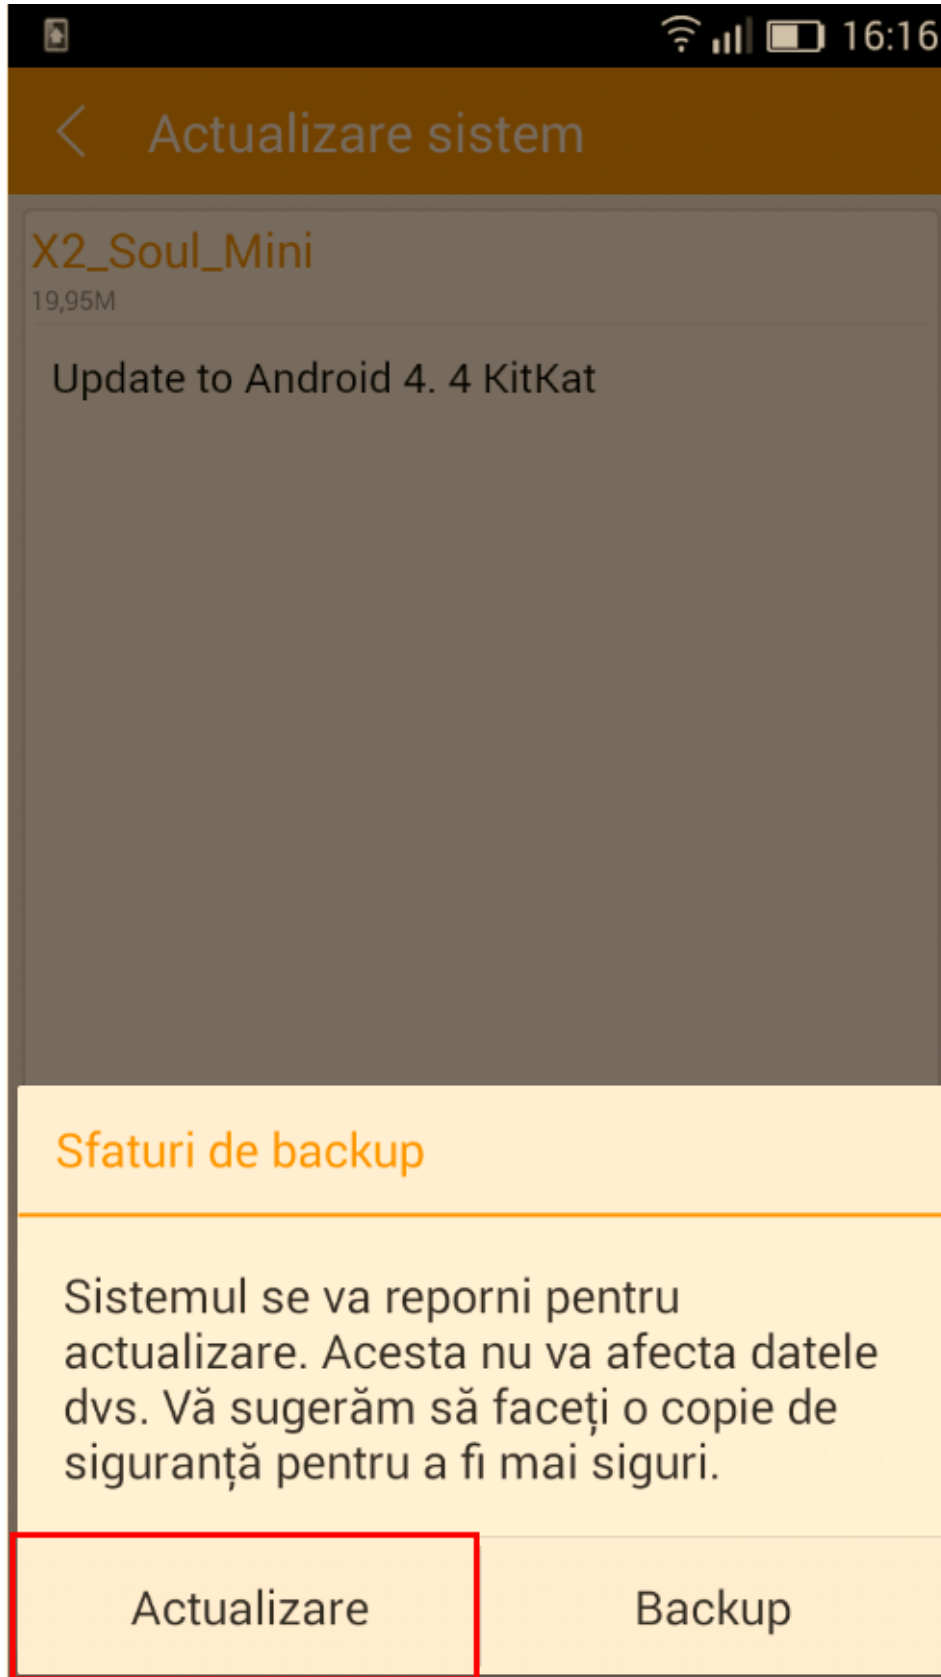 16:16
Actualizare sistem
X2_Soul_Mini
19,95M
Update to Android 4. 4 KitKat
Sfaturi de backup
Sistemul se va reporni pentru
actualizare. Acesta nu va afecta datele
dvs. Vă sugerăm să faceți o copie de
siguranță pentru a fi mai siguri.
Actualizare Backup